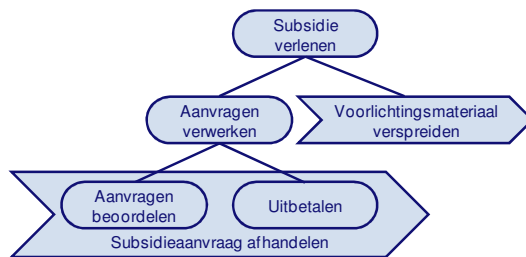 Subsidie
verlenen
Aanvragen
verwerken
Voorlichtingsmateriaal
verspreiden
Aanvragen
beoordelen
Uitbetalen
Subsidieaanvraag afhandelen